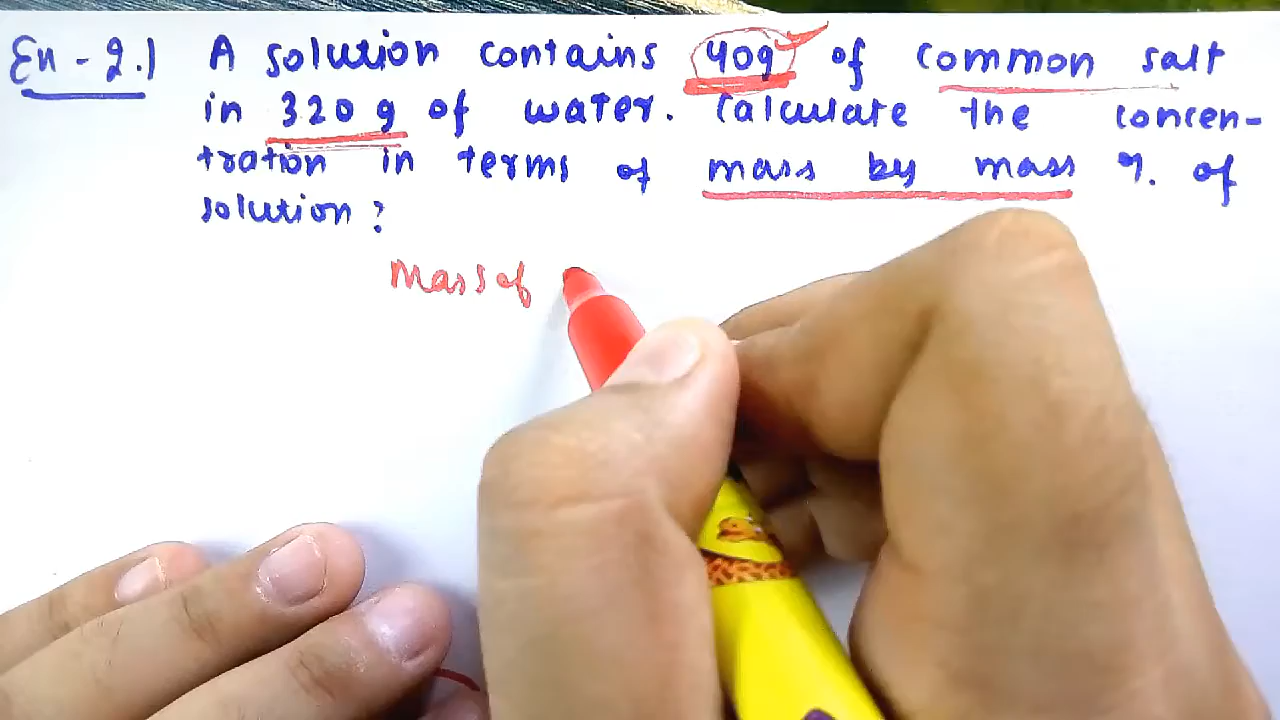 En - 2.1 A solution contains 40g of common salt
in 320 g of water. Calculate the concen-
tration in terms of mass by mass % of
solution ?
Mass of